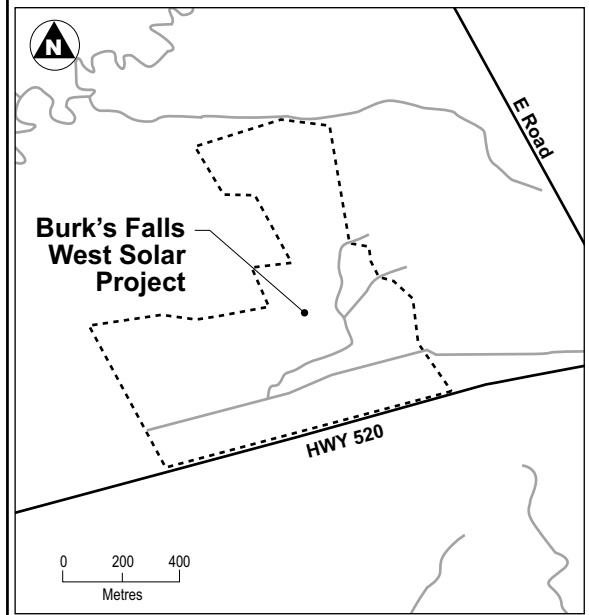 N
E Road
Burk's Falls
West Solar
Project
HWY 520
0 200 400
Metres